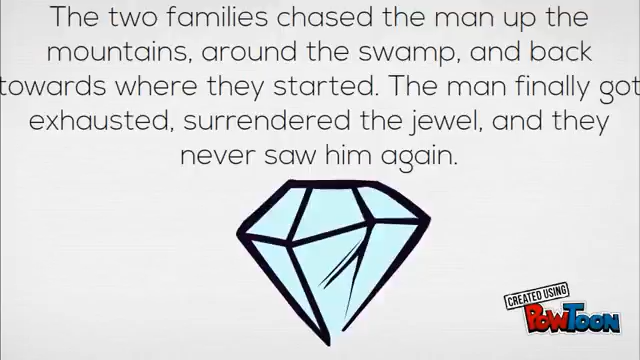 The two families chased the man up the
mountains, around the swamp, and back
towards where they started. The man finally got
exhausted, surrendered the jewel, and they
never saw him again.
CREATED USING
POWTOON